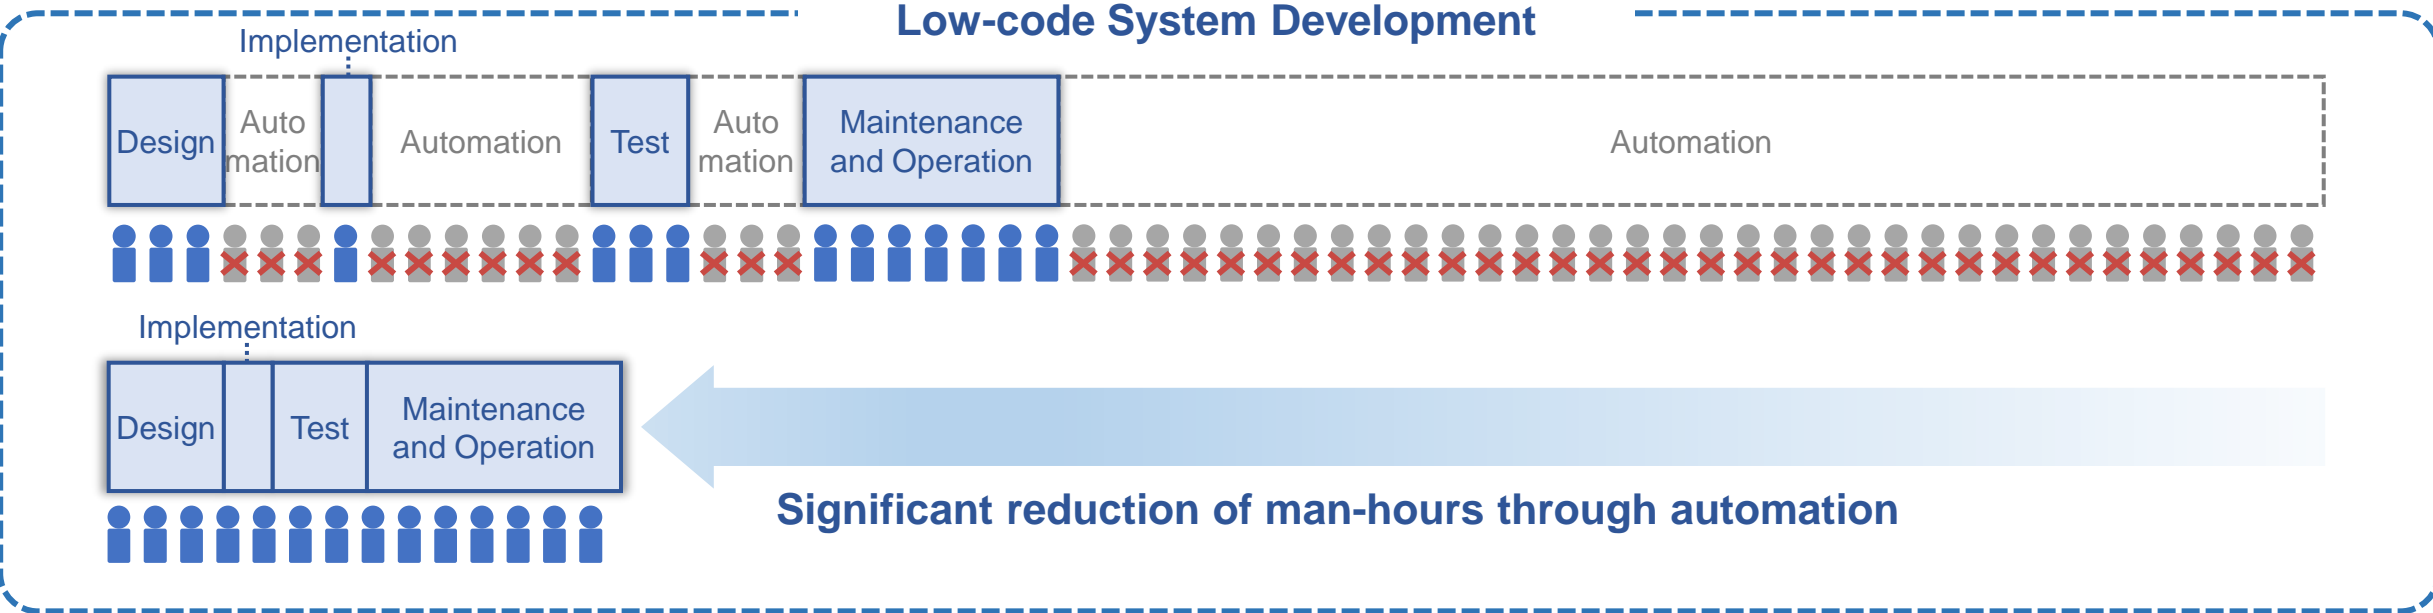 Low-code System Development
Implementation
Design
Auto
mation
Automation
Test
Auto
mation
Maintenance
and Operation
Automation
Implementation
Design
Test
Maintenance
and Operation
Significant reduction of man-hours through automation